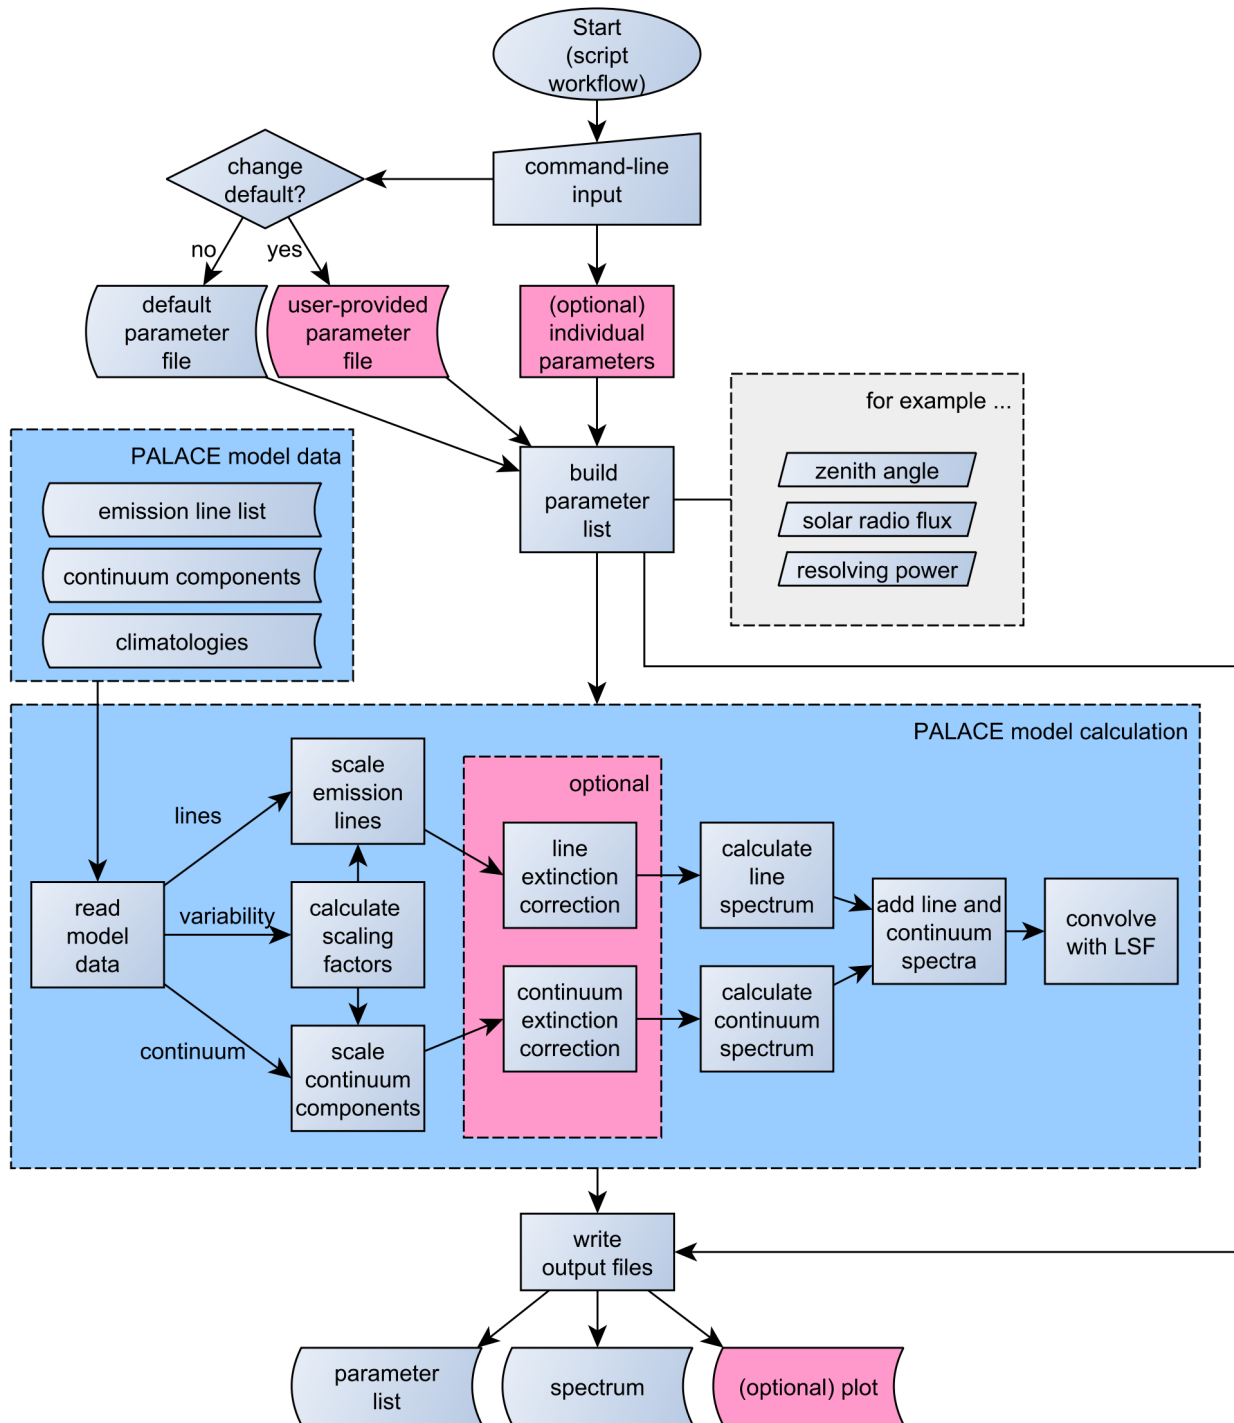 Start
(script
workflow)
command-line
input
change
default?
no
yes
default
parameter
file
user-provided
parameter
file
(optional)
individual
parameters
for example ...
zenith angle
solar radio flux
resolving power
build
parameter
list
PALACE model data
emission line list
continuum components
climatologies
PALACE model calculation
read
model
data
lines
variability
continuum
scale
emission
lines
calculate
scaling
factors
scale
continuum
components
optional
line
extinction
correction
continuum
extinction
correction
calculate
line
spectrum
calculate
continuum
spectrum
add line and
continuum
spectra
convolve
with LSF
write
output files
parameter
list
spectrum
(optional) plot